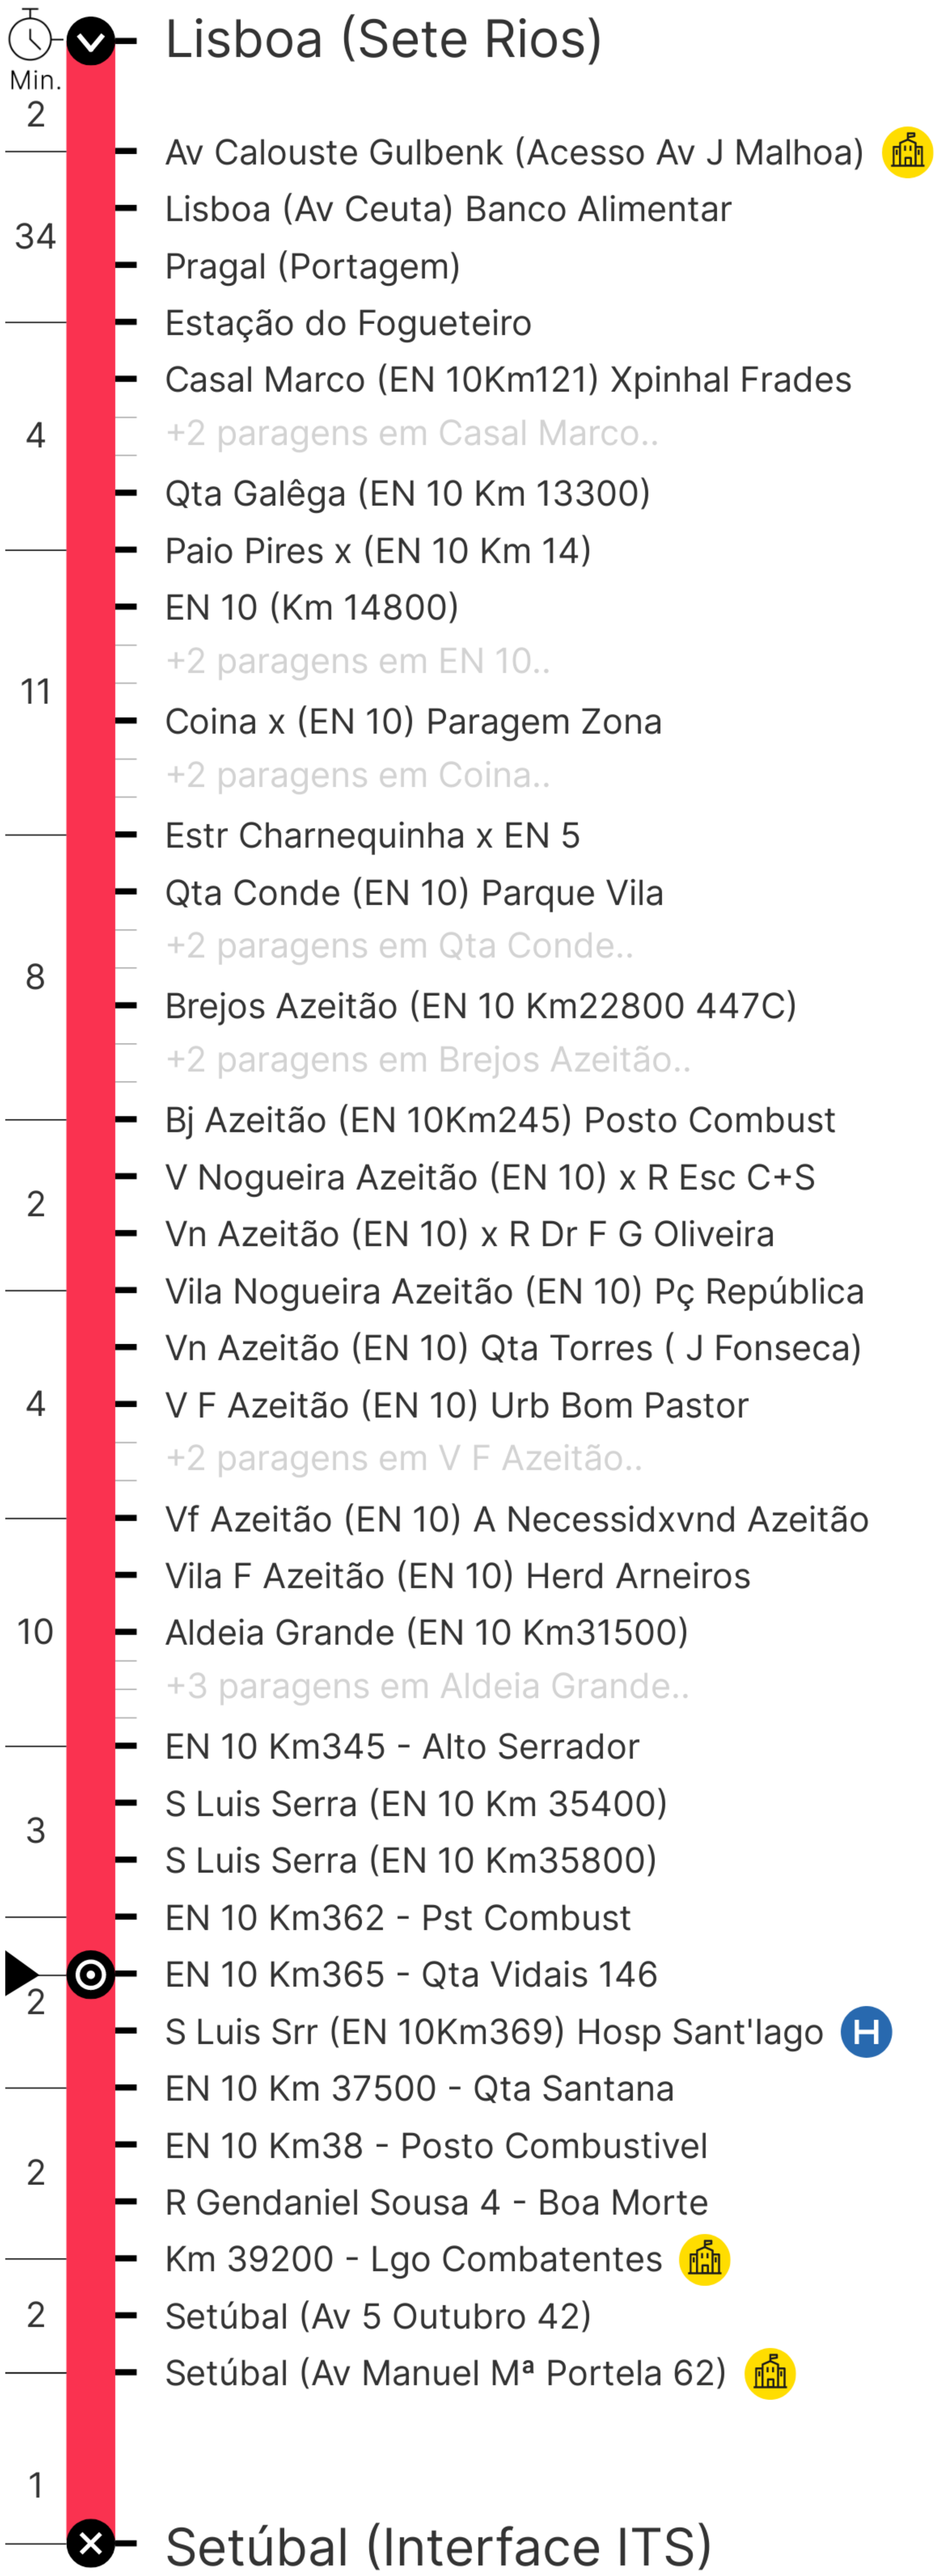 Lisboa (Sete Rios)
Min.
2
Av Calouste Gulbenk (Acesso Av J Malhoa)
Lisboa (Av Ceuta) Banco Alimentar
34
Pragal (Portagem)
Estação do Fogueteiro
Casal Marco (EN 10Km121) Xpinhal Frades
4
+2 paragens em Casal Marco..
Qta Galêga (EN 10 Km 13300)
Paio Pires x (EN 10 Km 14)
EN 10 (Km 14800)
+2 paragens em EN 10..
11
Coina x (EN 10) Paragem Zona
+2 paragens em Coina..
Estr Charnequinha x EN 5
Qta Conde (EN 10) Parque Vila
+2 paragens em Qta Conde..
8
Brejos Azeitão (EN 10 Km22800 447C)
+2 paragens em Brejos Azeitão..
Bj Azeitão (EN 10Km245) Posto Combust
V Nogueira Azeitão (EN 10) x R Esc C+S
2
Vn Azeitão (EN 10) x R Dr F G Oliveira
Vila Nogueira Azeitão (EN 10) Pç República
Vn Azeitão (EN 10) Qta Torres ( J Fonseca)
4
V F Azeitão (EN 10) Urb Bom Pastor
+2 paragens em V F Azeitão..
Vf Azeitão (EN 10) A Necessidxvnd Azeitão
Vila F Azeitão (EN 10) Herd Arneiros
10
Aldeia Grande (EN 10 Km31500)
+3 paragens em Aldeia Grande..
EN 10 Km345 - Alto Serrador
S Luis Serra (EN 10 Km 35400)
3
S Luis Serra (EN 10 Km35800)
EN 10 Km362 - Pst Combust
EN 10 Km365 - Qta Vidais 146
2
S Luis Srr (EN 10Km369) Hosp Sant'Iago H
EN 10 Km 37500 - Qta Santana
EN 10 Km38 - Posto Combustivel
2
R Gendaniel Sousa 4 - Boa Morte
Km 39200 - Lgo Combatentes
2
Setúbal (Av 5 Outubro 42)
Setúbal (Av Manuel Mª Portela 62)
1
Setúbal (Interface ITS)